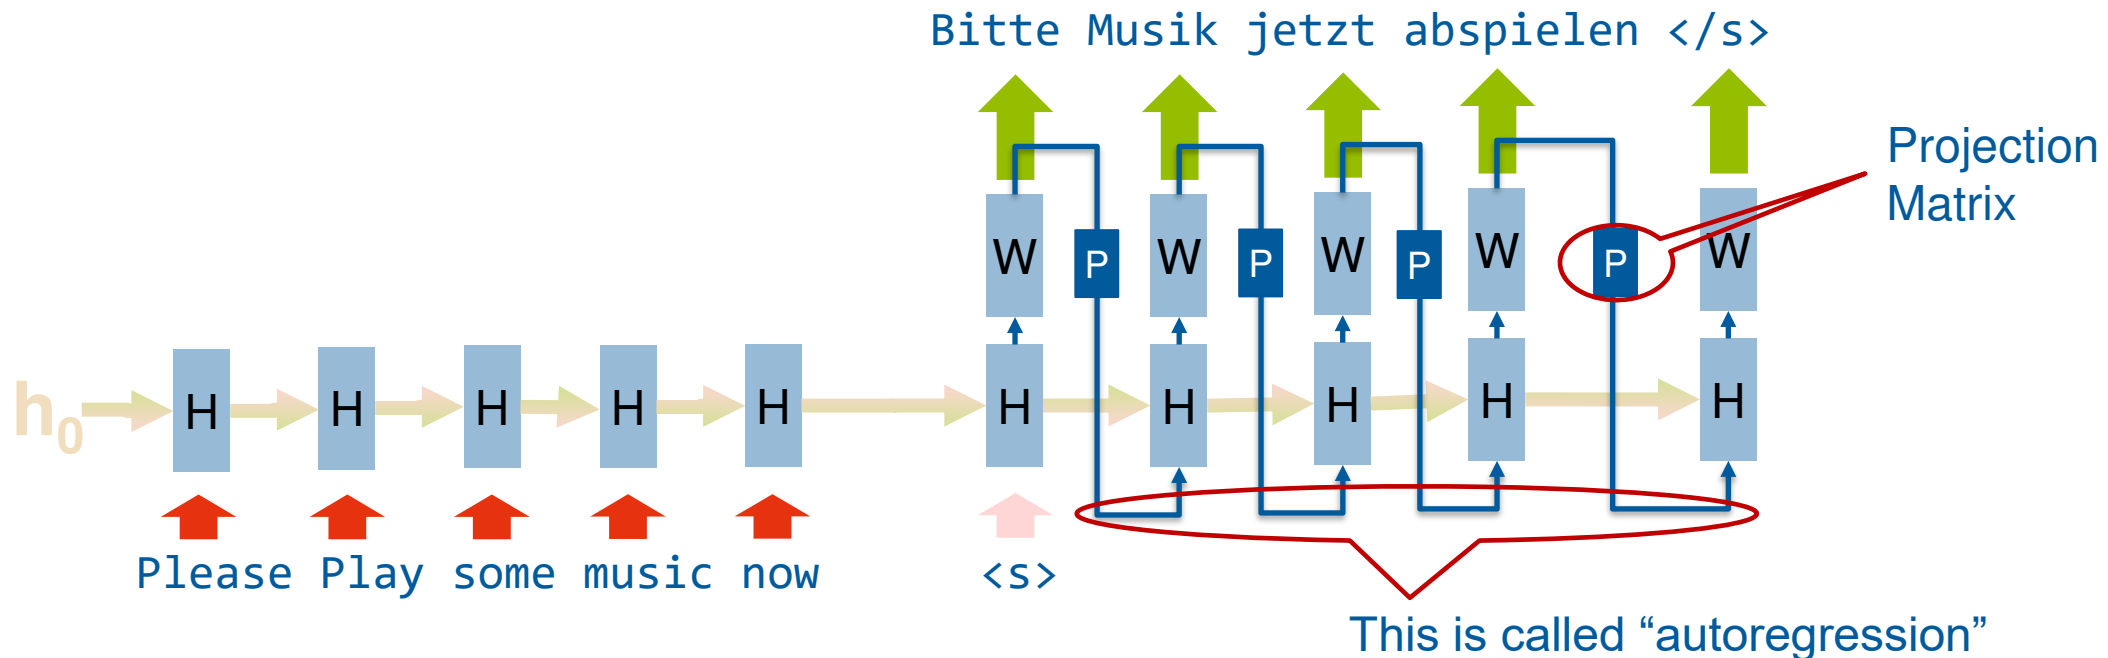 Bitte Musik jetzt abspielen </s>
Projection
Matrix
W P W P W P W P W
h0 H H H H H H H H H H
Please Play some music now <s>
This is called “autoregression”